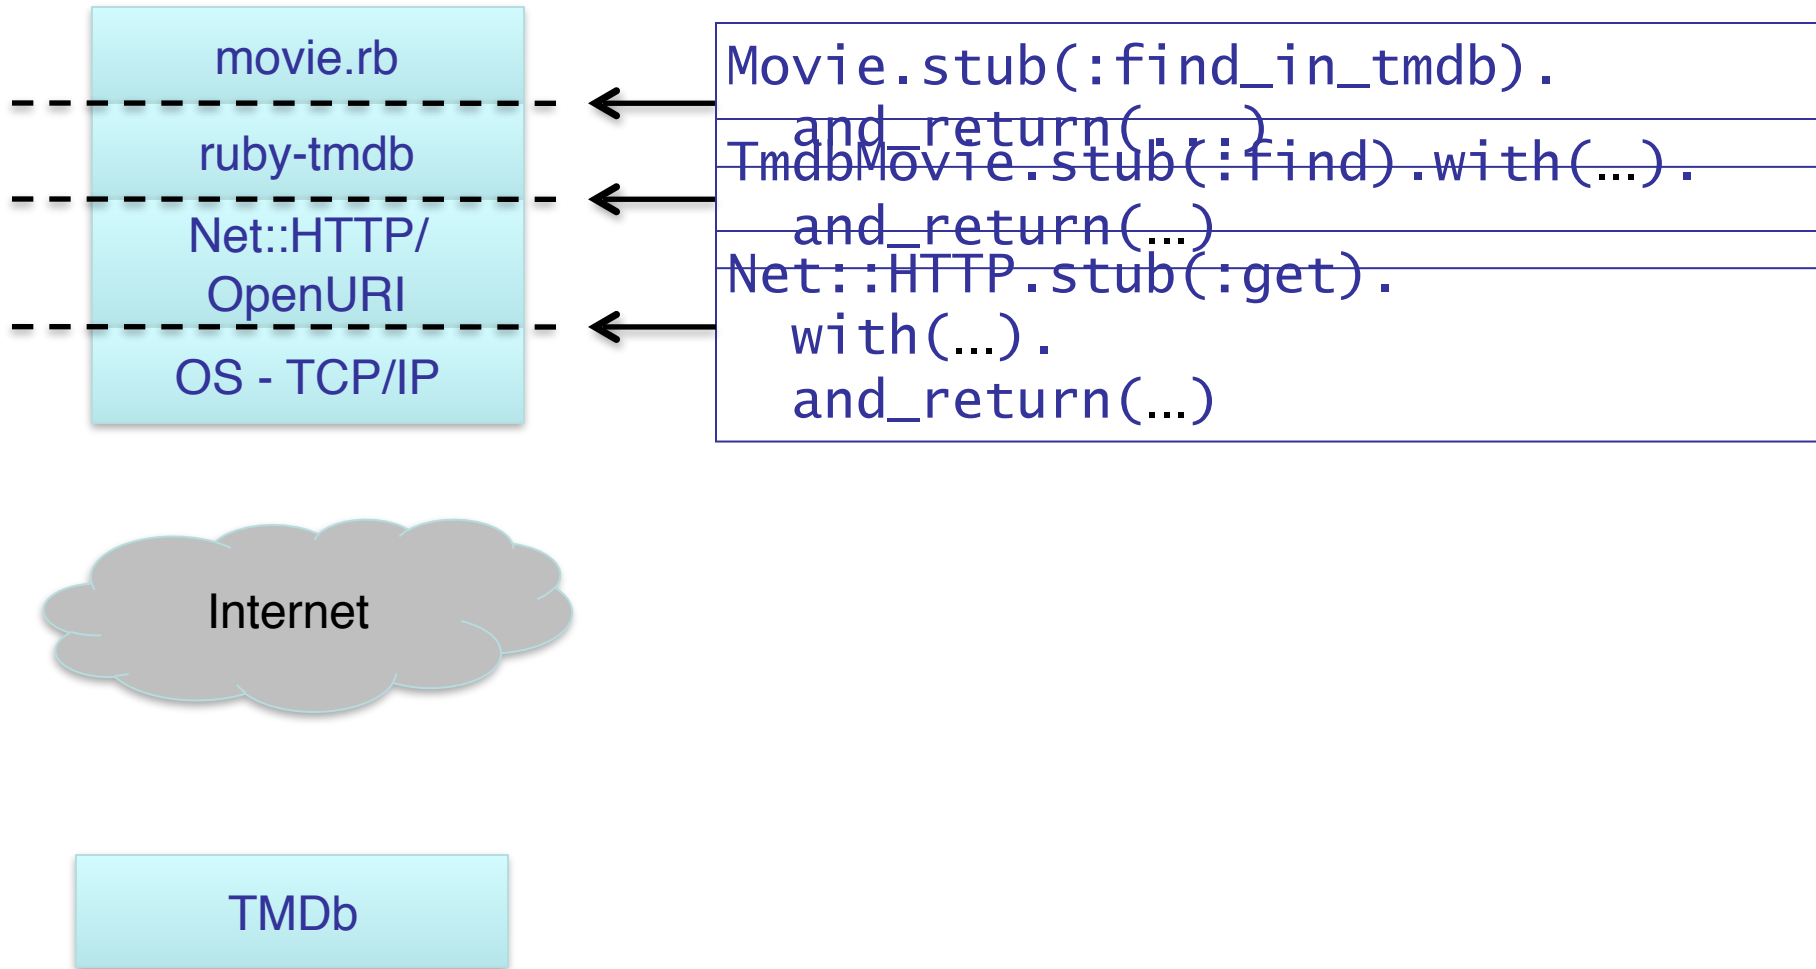 movie.rb
ruby-tmdb
Net::HTTP/
OpenURI
OS - TCP/IP
Movie.stub(:find_in_tmdb).
and_return(...)
TmdbMovie.stub(:find).with(…).
and_return(…)
Net::HTTP.stub(:get).
with(…).
and_return(…)
Internet
TMDb